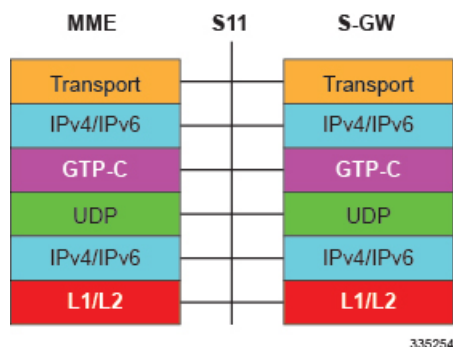 MME S11 S-GW
Transport Transport
IPv4/IPv6 IPv4/IPv6
GTP-C GTP-C
UDP UDP
IPv4/IPv6 IPv4/IPv6
L1/L2 L1/L2
335254